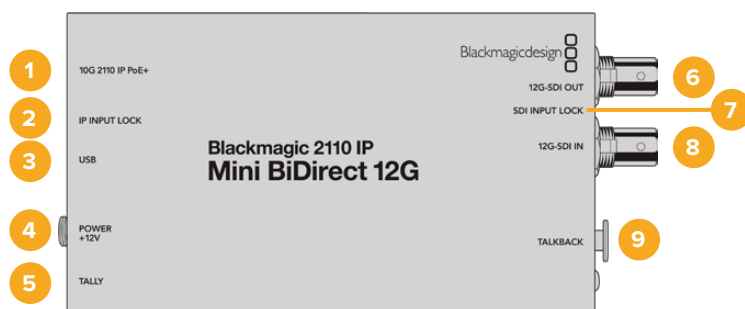 1
10G 2110 IP PoE+
2
IP INPUT LOCK
3
USB
4
POWER
+12V
5
TALLY
Blackmagic 2110 IP
Mini BiDirect 12G
Blackmagicdesign
12G-SDI OUT
6
SDI INPUT LOCK
7
12G-SDI IN
8
TALKBACK
9